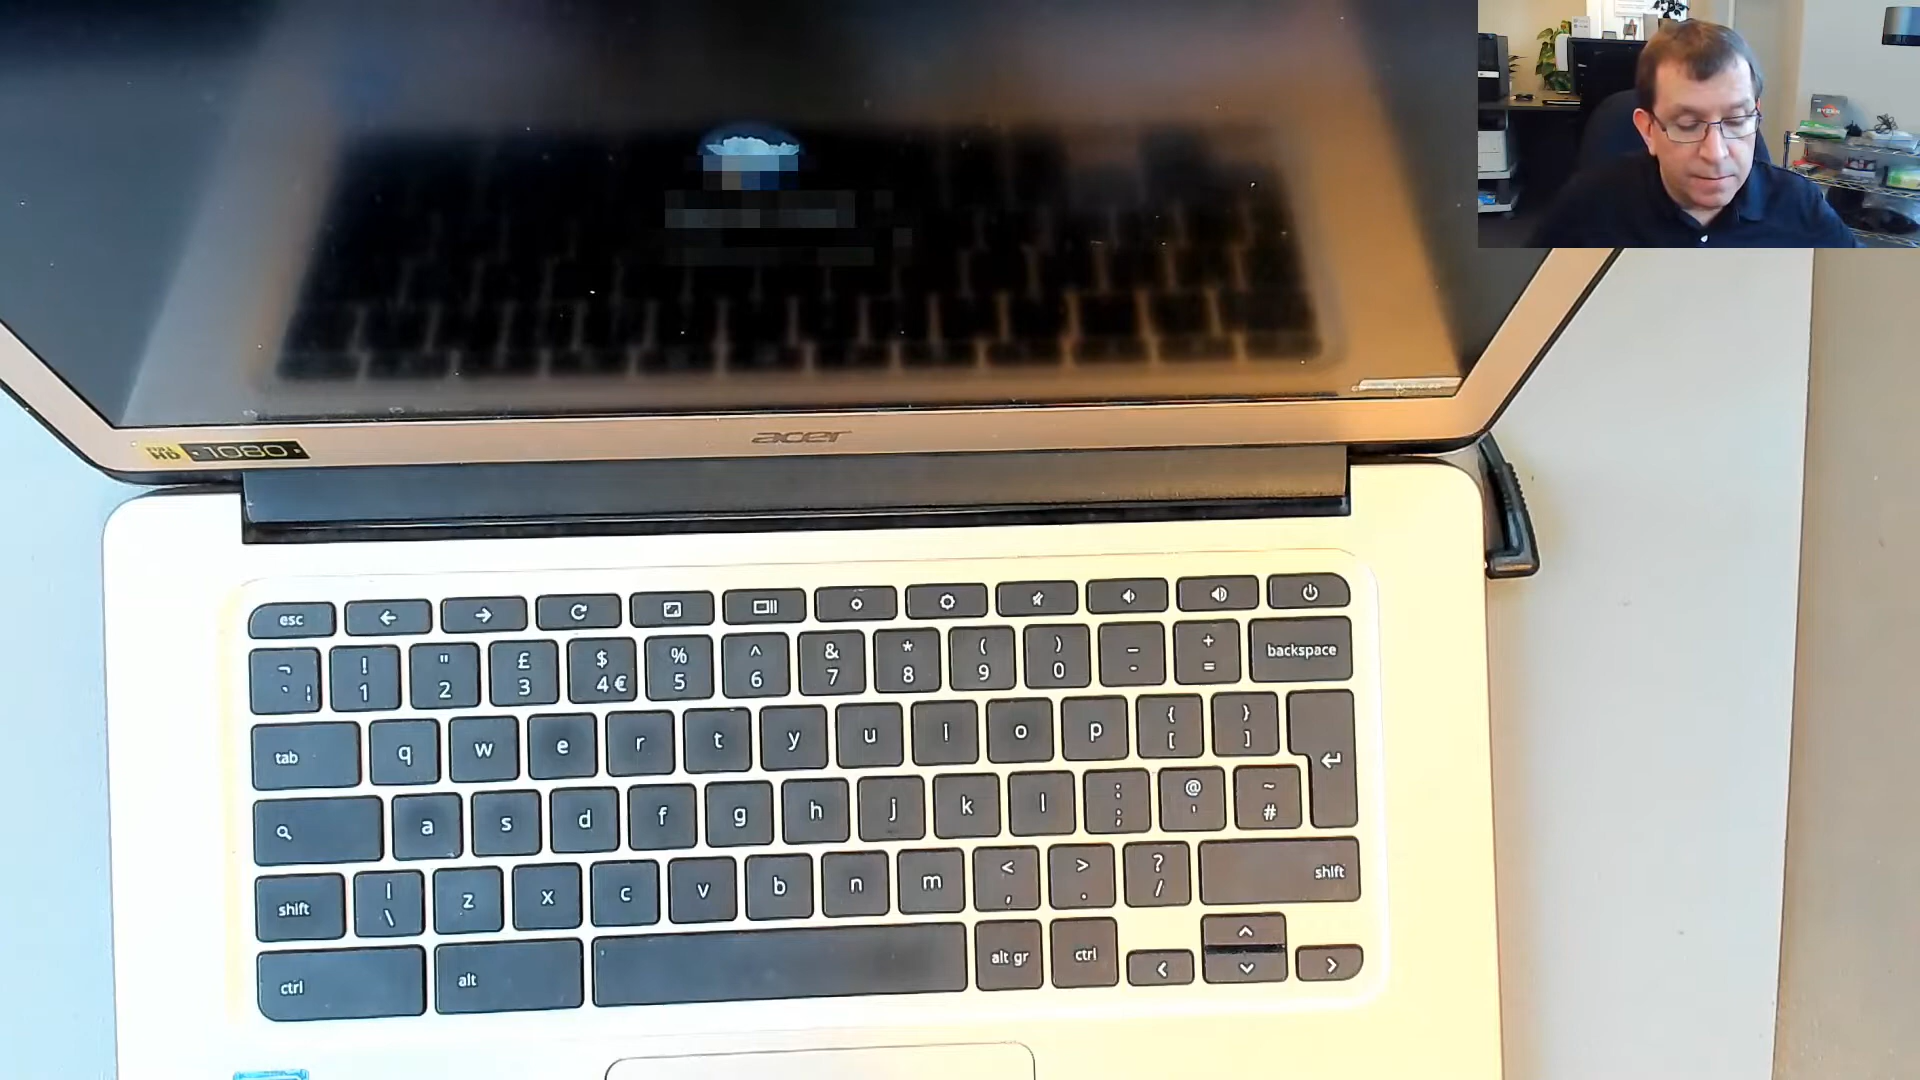 acer
FULL HD 1080
esc
¬ ! " £ $ % ^ & * ( ) _ +
` ¦ 1 2 3 4 € 5 6 7 8 9 0 - = backspace
tab q w e r t y u i o p { [ } ]
a s d f g h j k l : ; @ ' ~ #
shift | \ z x c v b n m < , > . ? / shift
ctrl alt alt gr ctrl